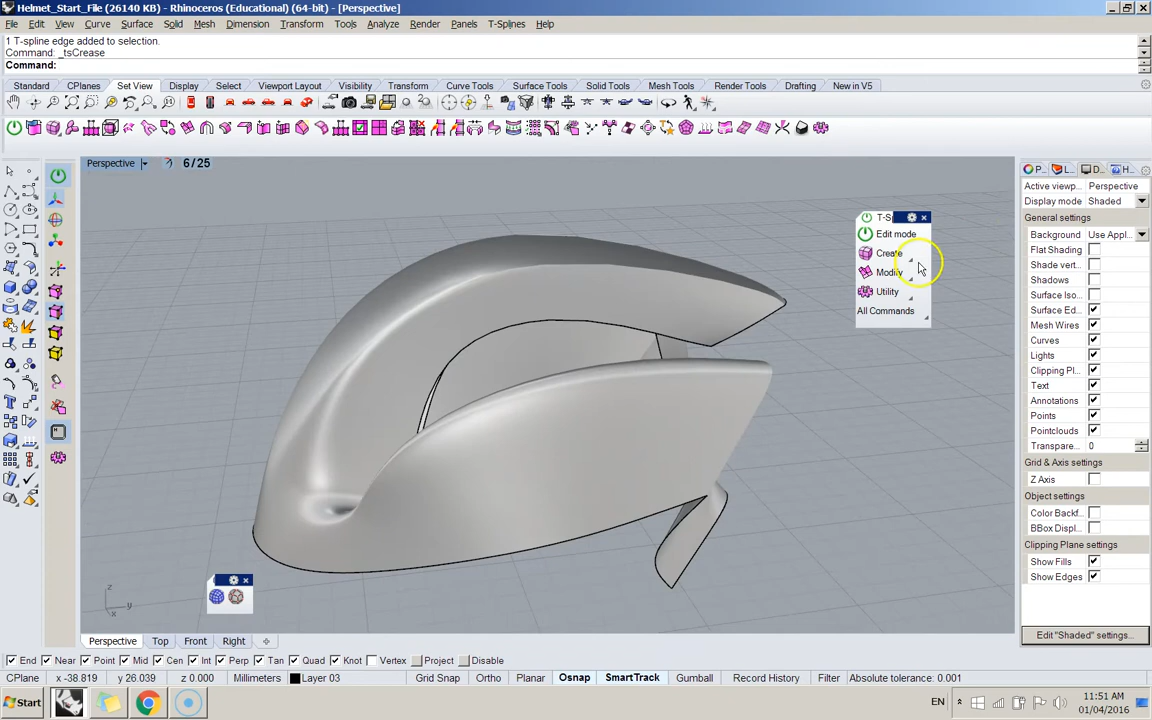 Helmet_Start_File (26140 KB) - Rhinoceros (Educational) (64-bit) - [Perspective]
File Edit View Curve Surface Solid Mesh Dimension Transform Tools Analyze Render Panels T-Splines Help
1 T-spline edge added to selection.
Command: _tsCrease
Command:
Standard CPlanes Set View Display Select Viewport Layout Visibility Transform Curve Tools Surface Tools Solid Tools Mesh Tools Render Tools Drafting New in V5
Perspective 6/25
P... L... D... H...
Active viewp... Perspective
Display mode Shaded
General settings
Background Use Appl...
Flat Shading
Shade vert...
Shadows
Surface Iso...
Surface Ed...
Mesh Wires
Curves
Lights
Clipping Pl...
Text
Annotations
Points
Pointclouds
Transpare... 0
Grid & Axis settings
Z Axis
Object settings
Color Backf...
BBox Displ...
Clipping Plane settings
Show Fills
Show Edges
Edit "Shaded" settings...
T-Sp
Edit mode
Create
Modify
Utility
All Commands
z
y
x
Perspective Top Front Right
End Near Point Mid Cen Int Perp Tan Quad Knot Vertex Project Disable
CPlane x -38.819 y 26.039 z 0.000 Millimeters Layer 03 Grid Snap Ortho Planar Osnap SmartTrack Gumball Record History Filter Absolute tolerance: 0.001
Start EN 11:51 AM
01/04/2016